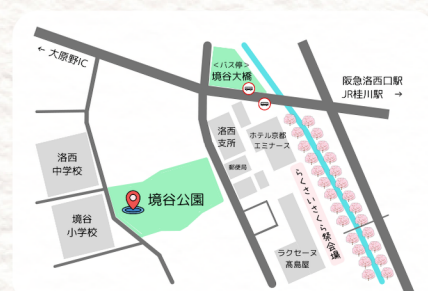 ← 大原野IC
<バス停>
境谷大橋
阪急洛西口駅
JR桂川駅 →
洛西
支所
ホテル京都
エミナース
郵便局
洛西
中学校
境谷公園
境谷
小学校
らくさいさくら祭会場
ラクセーヌ
髙島屋